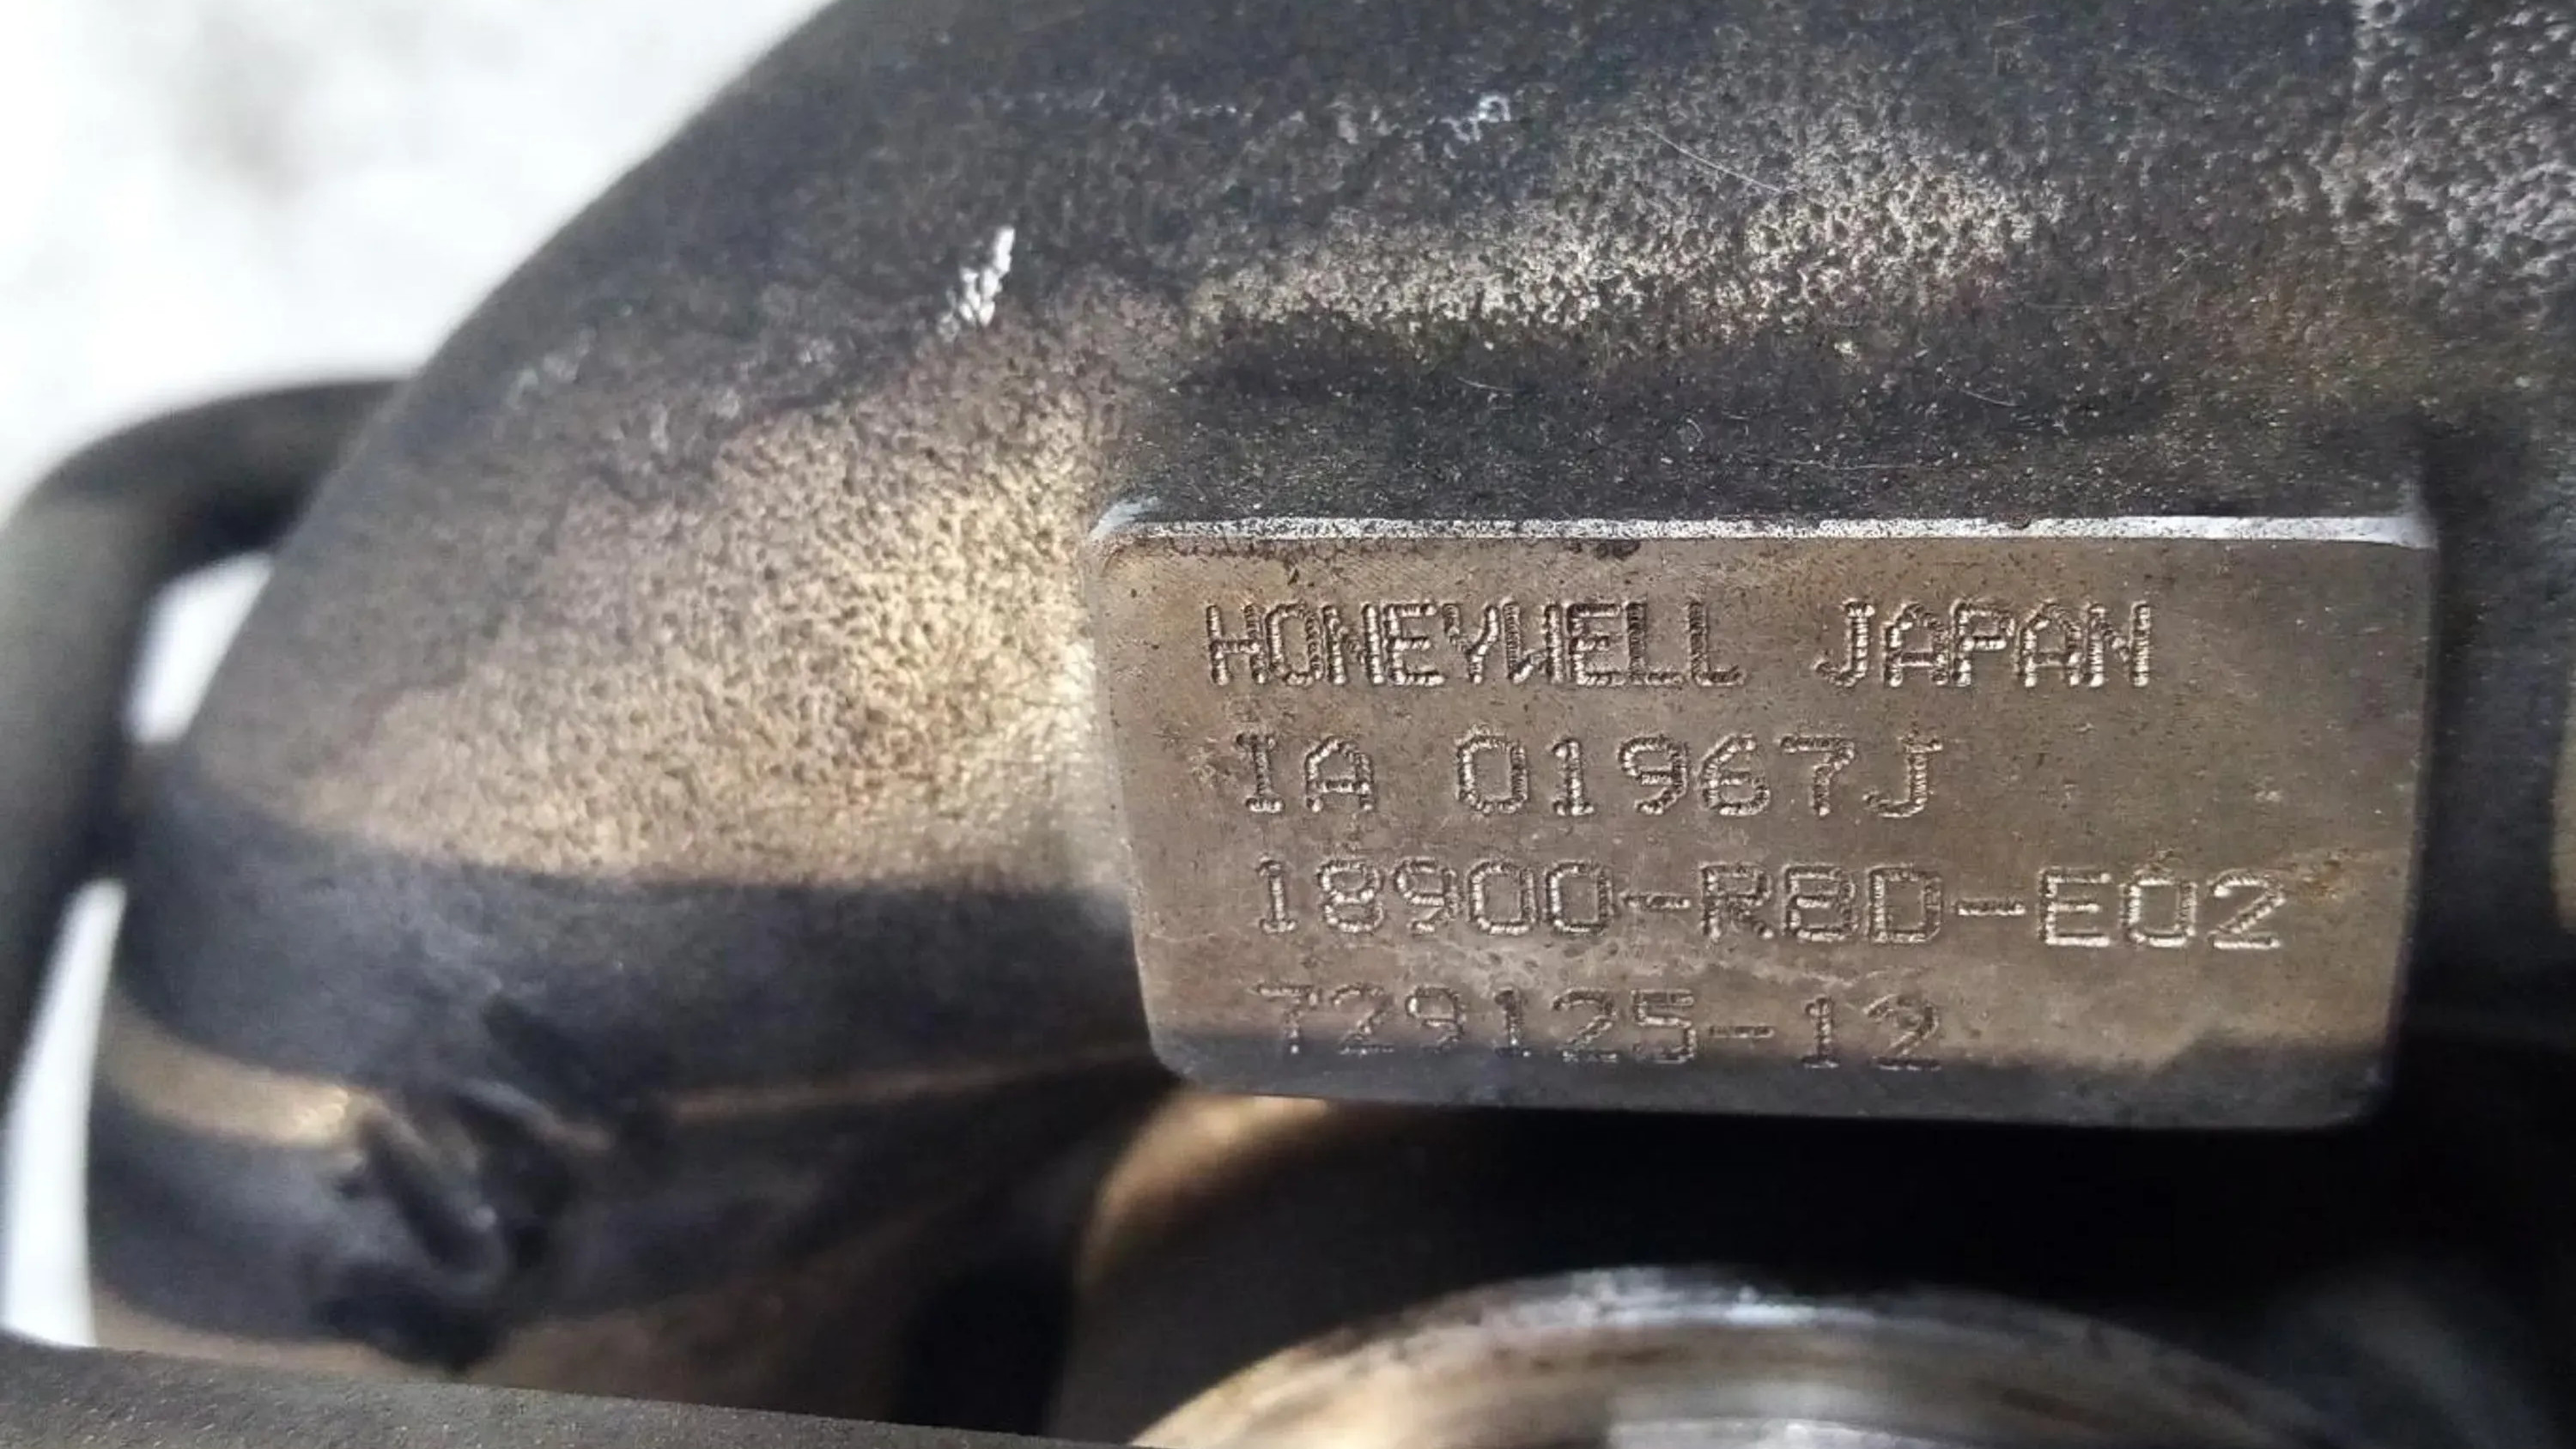 HONEYWELL JAPAN
IA 01967J
18900-RBD-E02
729125-12